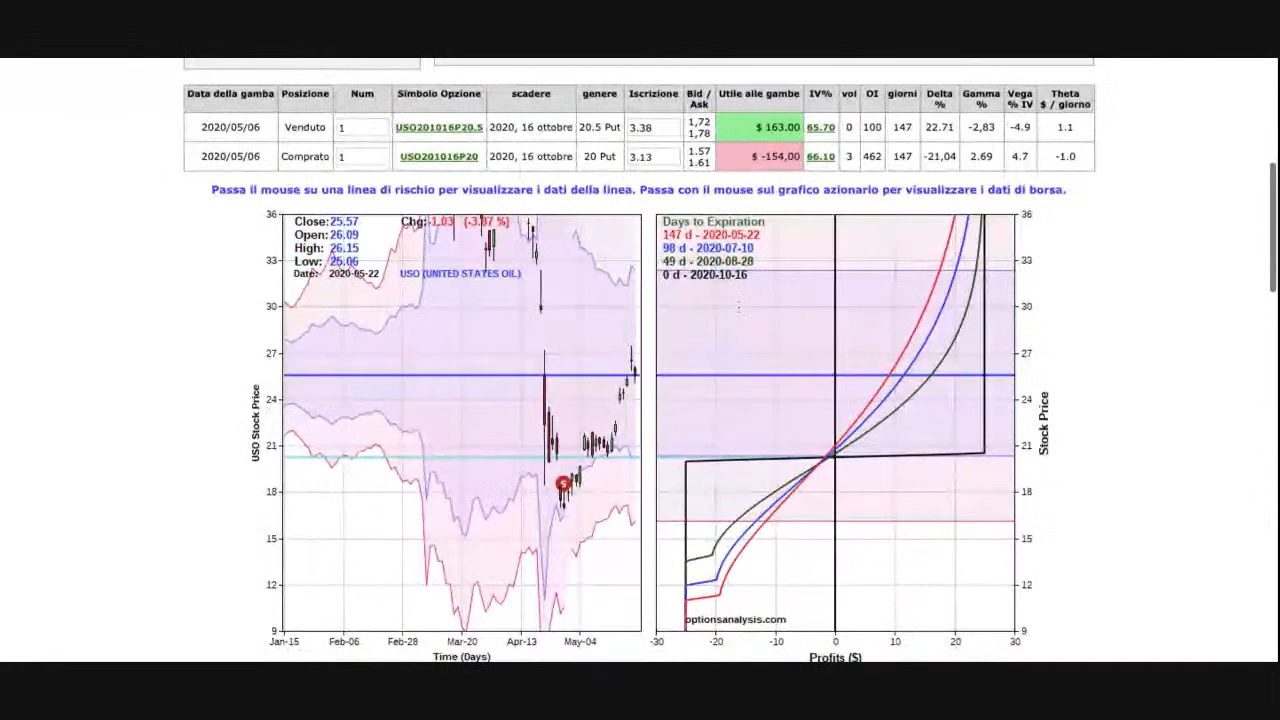 Data della gamba Posizione Num Simbolo Opzione scadere genere Iscrizione Bid / Ask Utile alle gambe IV% vol OI giorni Delta % Gamma % Vega % IV Theta $ / giorno
2020/05/06 Venduto 1 USO201016P20.5 2020, 16 ottobre 20.5 Put 3.38 1,72 1,78 $ 163.00 65.70 0 100 147 22.71 -2,83 -4.9 1.1
2020/05/06 Comprato 1 USO201016P20 2020, 16 ottobre 20 Put 3.13 1.57 1.61 $ -154,00 66.10 3 462 147 -21,04 2.69 4.7 -1.0
Passa il mouse su una linea di rischio per visualizzare i dati della linea. Passa con il mouse sul grafico azionario per visualizzare i dati di borsa.
Close: 25.57 Chg: -1.03 (-3.87 %)
Open: 26.09
High: 26.15
Low: 25.06
Date: 2020-05-22 USO (UNITED STATES OIL)
36
33
30
27
24
21
18
15
12
9
USO Stock Price
S
Jan-15 Feb-06 Feb-28 Mar-20 Apr-13 May-04
Time (Days)
Days to Expiration
147 d - 2020-05-22
98 d - 2020-07-10
49 d - 2020-08-28
0 d - 2020-10-16
optionsanalysis.com
36
33
30
27
24
21
18
15
12
9
Stock Price
-30 -20 -10 0 10 20 30
Profits ($)